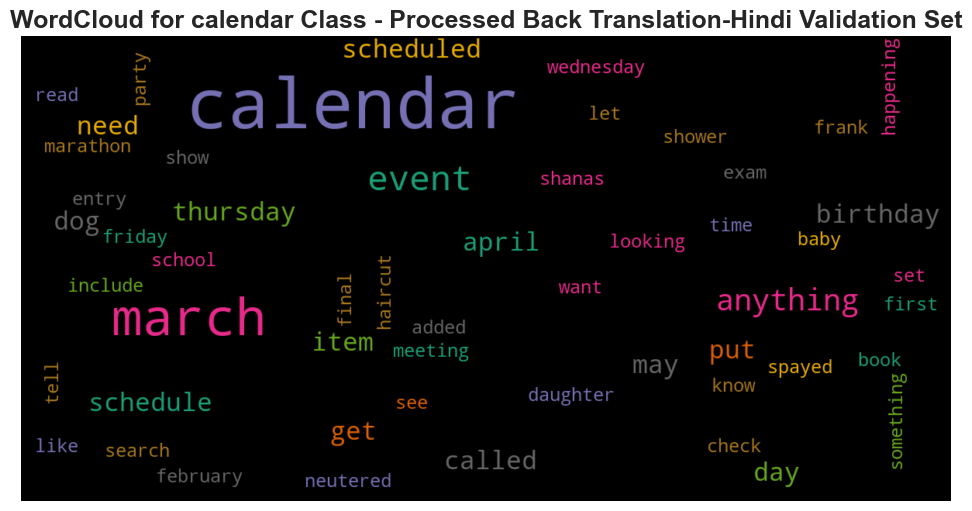 WordCloud for calendar Class - Processed Back Translation-Hindi Validation Set
scheduled
wednesday
happening
party
read
calendar
let
need
frank
shower
marathon
show
event
shanas
exam
entry
thursday
birthday
dog
time
friday
april
looking
baby
school
haircut
set
include
final
want
anything
first
march
added
item
meeting
put
may
book
spayed
tell
know
something
schedule
daughter
see
get
like
search
check
called
day
february
neutered